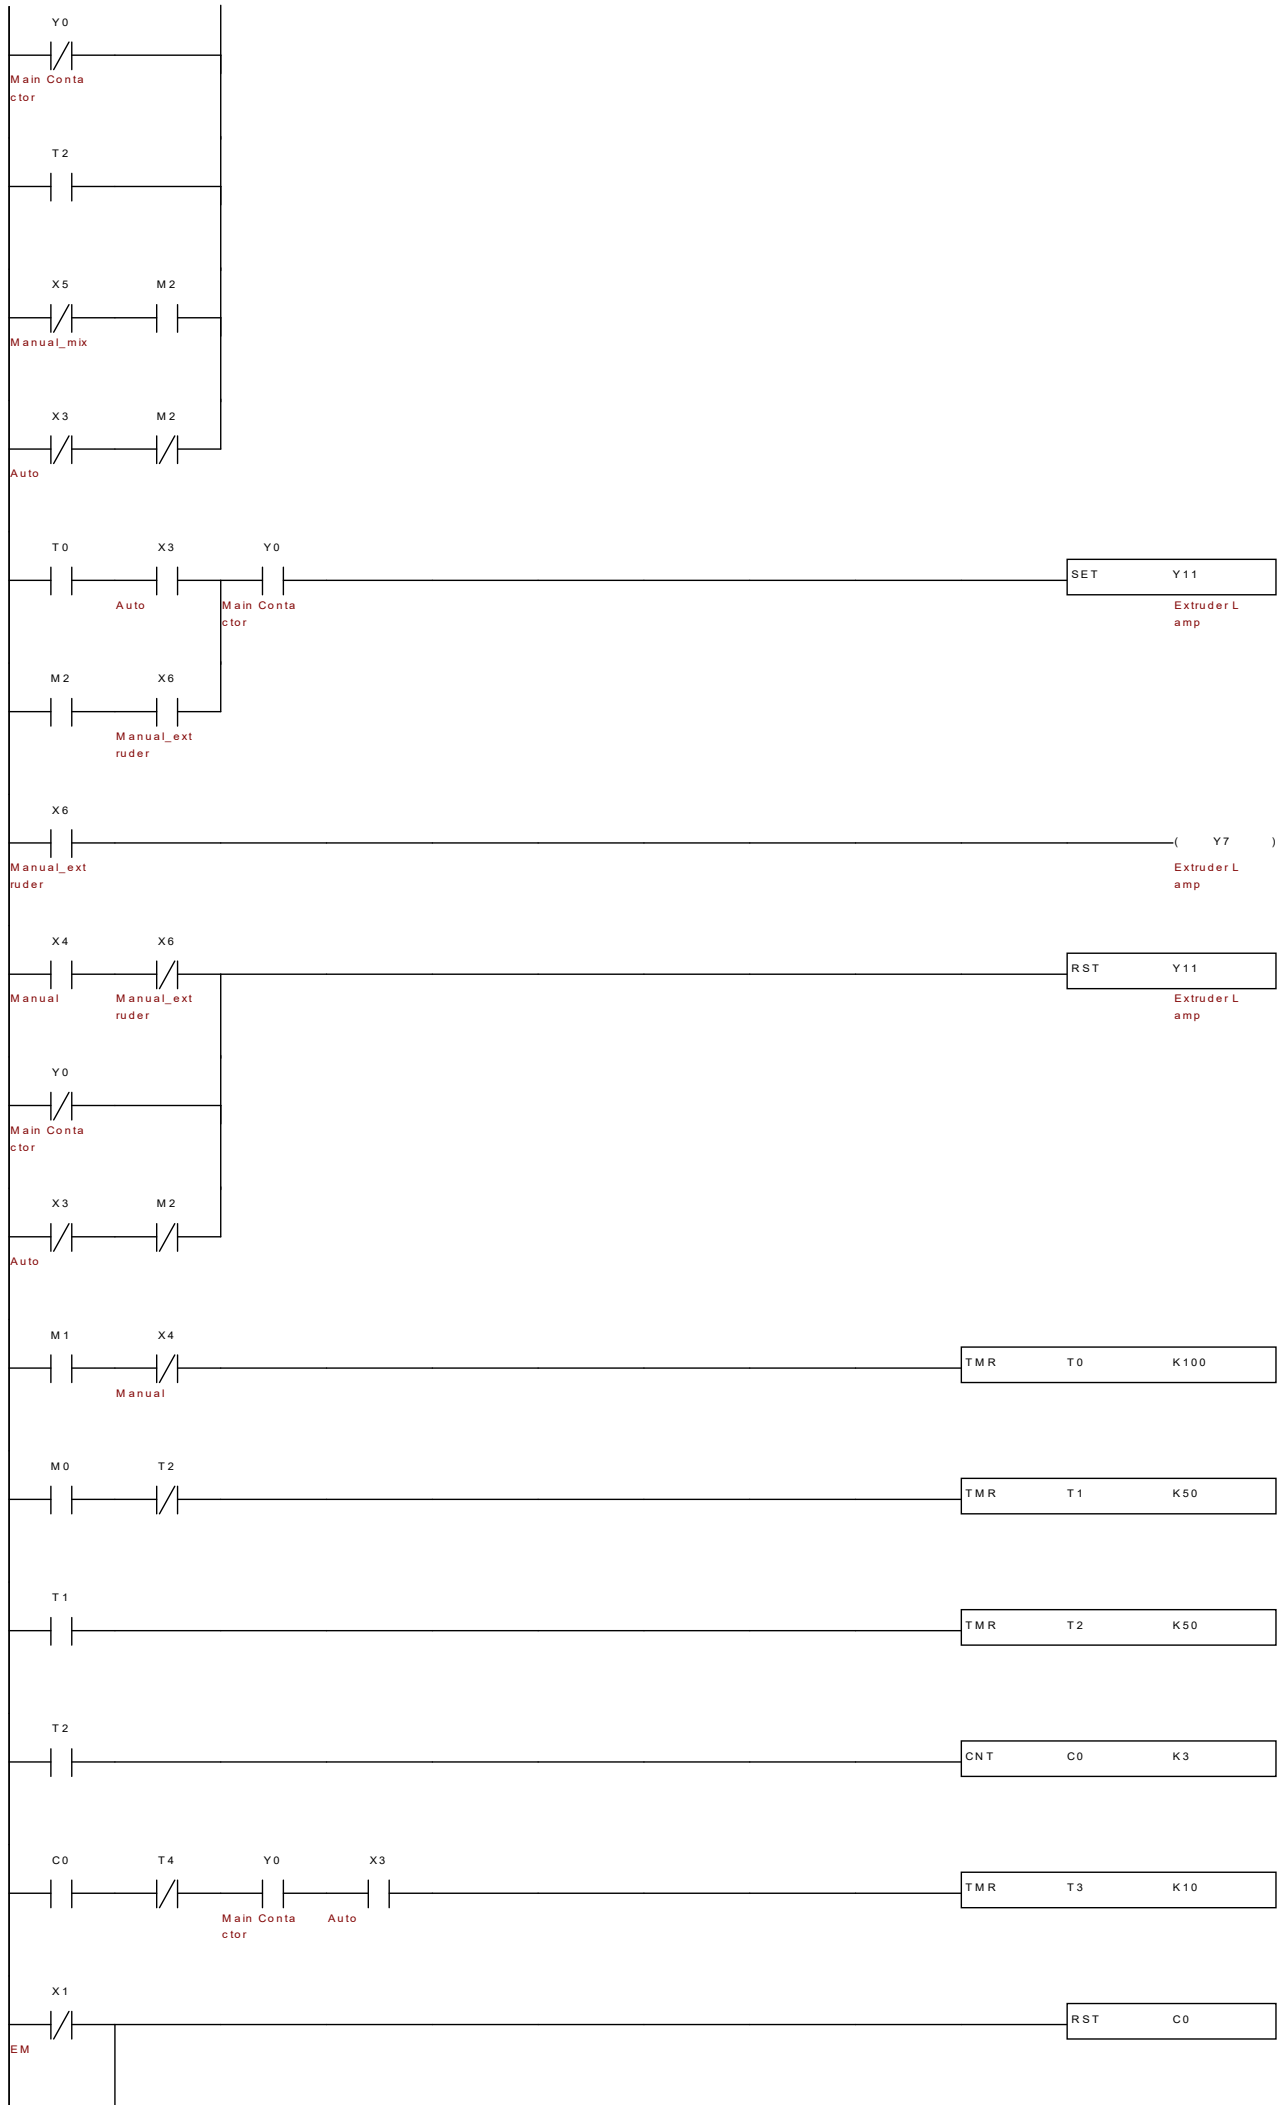 Y0
Main Conta
ctor
T2
X5 M2
Manual_mix
X3 M2
Auto
T0 X3 Y0
SET Y11
Auto Main Conta Extruder L
ctor amp
M2 X6
Manual_ext
ruder
X6
( Y7 )
Manual_ext Extruder L
ruder amp
X4 X6
RST Y11
Manual Manual_ext Extruder L
ruder amp
Y0
Main Conta
ctor
X3 M2
Auto
M1 X4
TMR T0 K100
Manual
M0 T2
TMR T1 K50
T1
TMR T2 K50
T2
CNT C0 K3
C0 T4 Y0 X3
TMR T3 K10
Main Conta Auto
ctor
X1
RST C0
EM